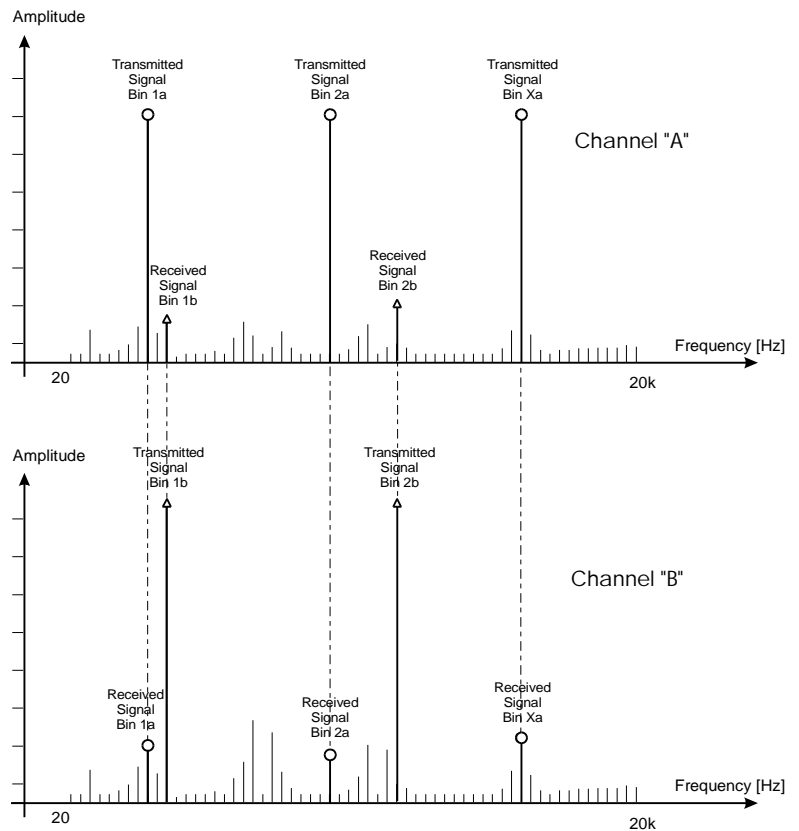 Amplitude
Transmitted
Signal
Bin 1a
Transmitted
Signal
Bin 2a
Transmitted
Signal
Bin Xa
Channel "A"
Received
Signal
Bin 1b
Received
Signal
Bin 2b
Frequency [Hz]
20
20k
Amplitude
Transmitted
Signal
Bin 1b
Transmitted
Signal
Bin 2b
Channel "B"
Received
Signal
Bin 1a
Received
Signal
Bin 2a
Received
Signal
Bin Xa
Frequency [Hz]
20
20k